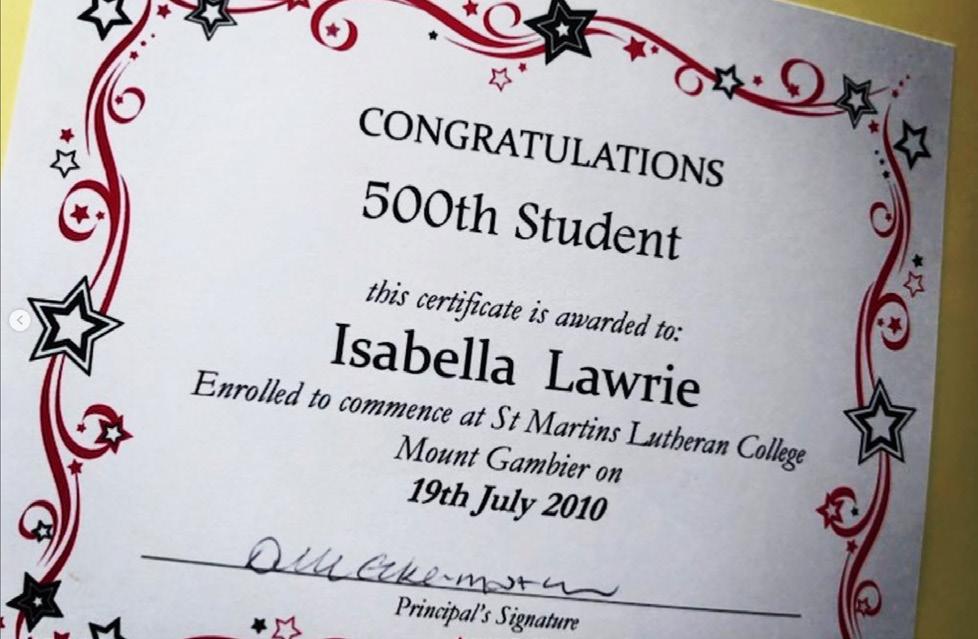 CONGRATULATIONS
500th Student
this certificate is awarded to:
Isabella Lawrie
Enrolled to commence at St Martins Lutheran College
Mount Gambier on
19th July 2010
Principal's Signature